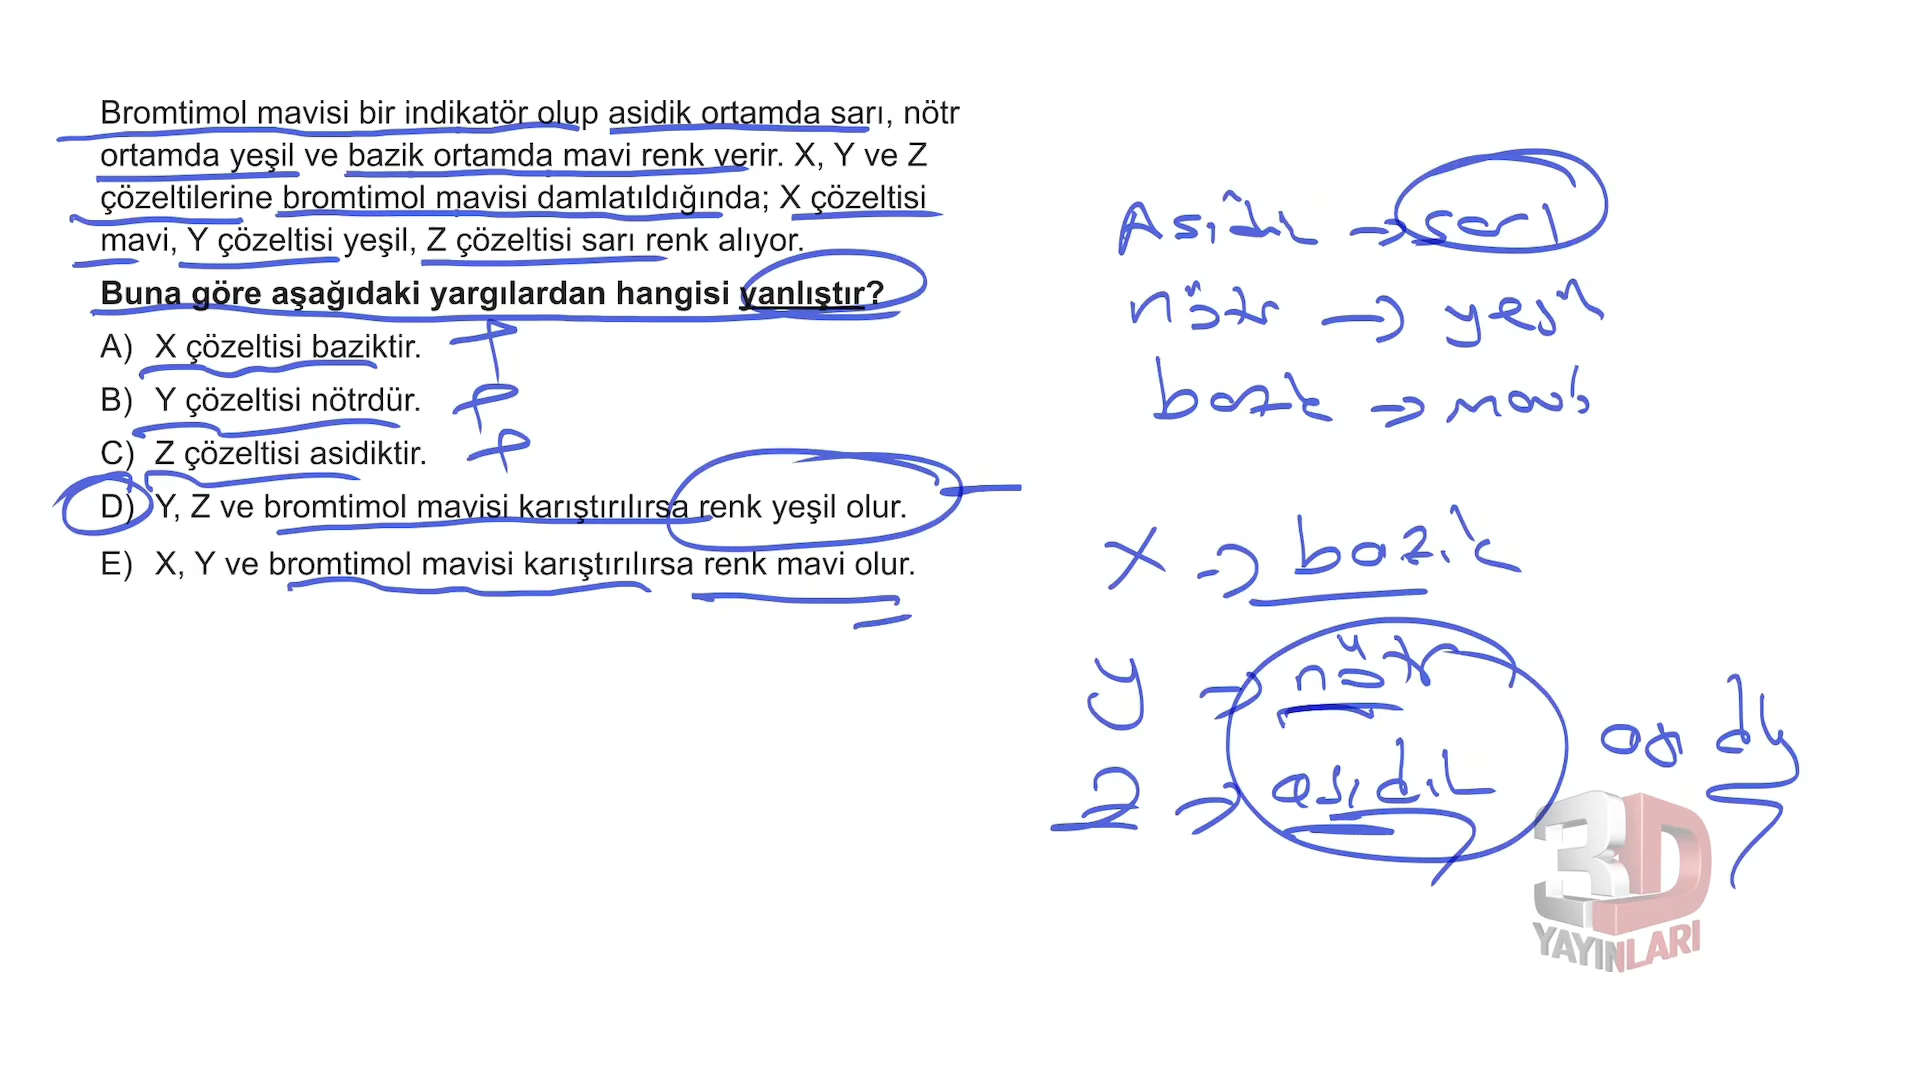 Bromtimol mavisi bir indikatör olup asidik ortamda sarı, nötr
ortamda yeşil ve bazik ortamda mavi renk verir. X, Y ve Z
çözeltilerine bromtimol mavisi damlatıldığında; X çözeltisi
mavi, Y çözeltisi yeşil, Z çözeltisi sarı renk alıyor.
Buna göre aşağıdaki yargılardan hangisi yanlıştır?
A) X çözeltisi baziktir.
B) Y çözeltisi nötrdür.
C) Z çözeltisi asidiktir.
D) Y, Z ve bromtimol mavisi karıştırılırsa renk yeşil olur.
E) X, Y ve bromtimol mavisi karıştırılırsa renk mavi olur.
Asidik → sarı
nötr → yeşil
bazik → mavi
X → bazik
y → nötr
Z → asidik
3D
YAYINLARI